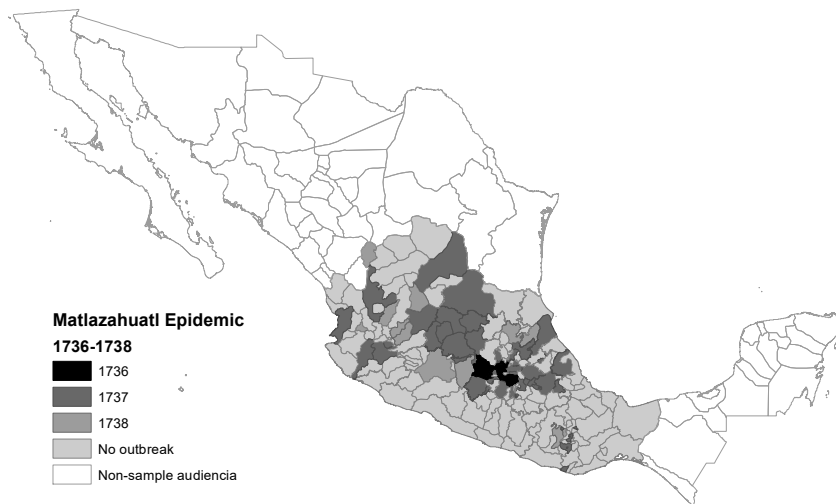 Matlazahuatl Epidemic
1736-1738
1736
1737
1738
No outbreak
Non-sample audiencia